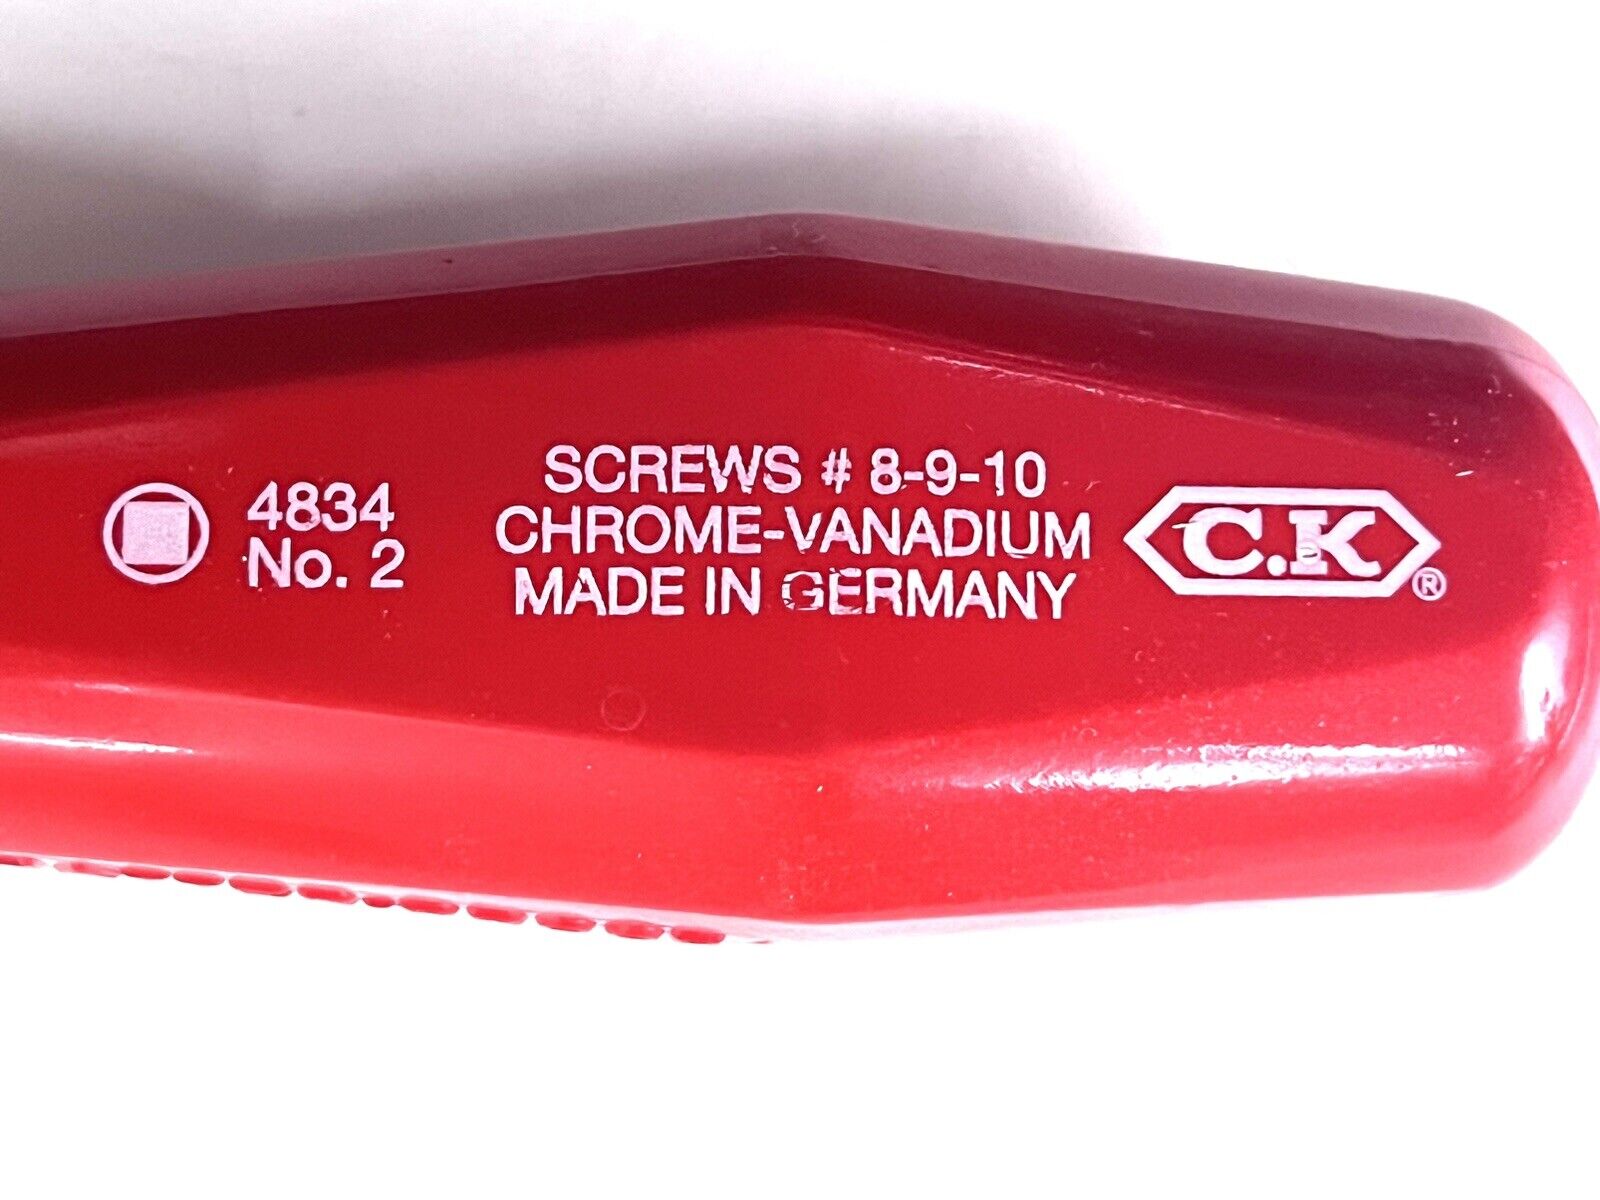 4834
No. 2
SCREWS # 8-9-10
CHROME-VANADIUM
MADE IN GERMANY
C.K
®